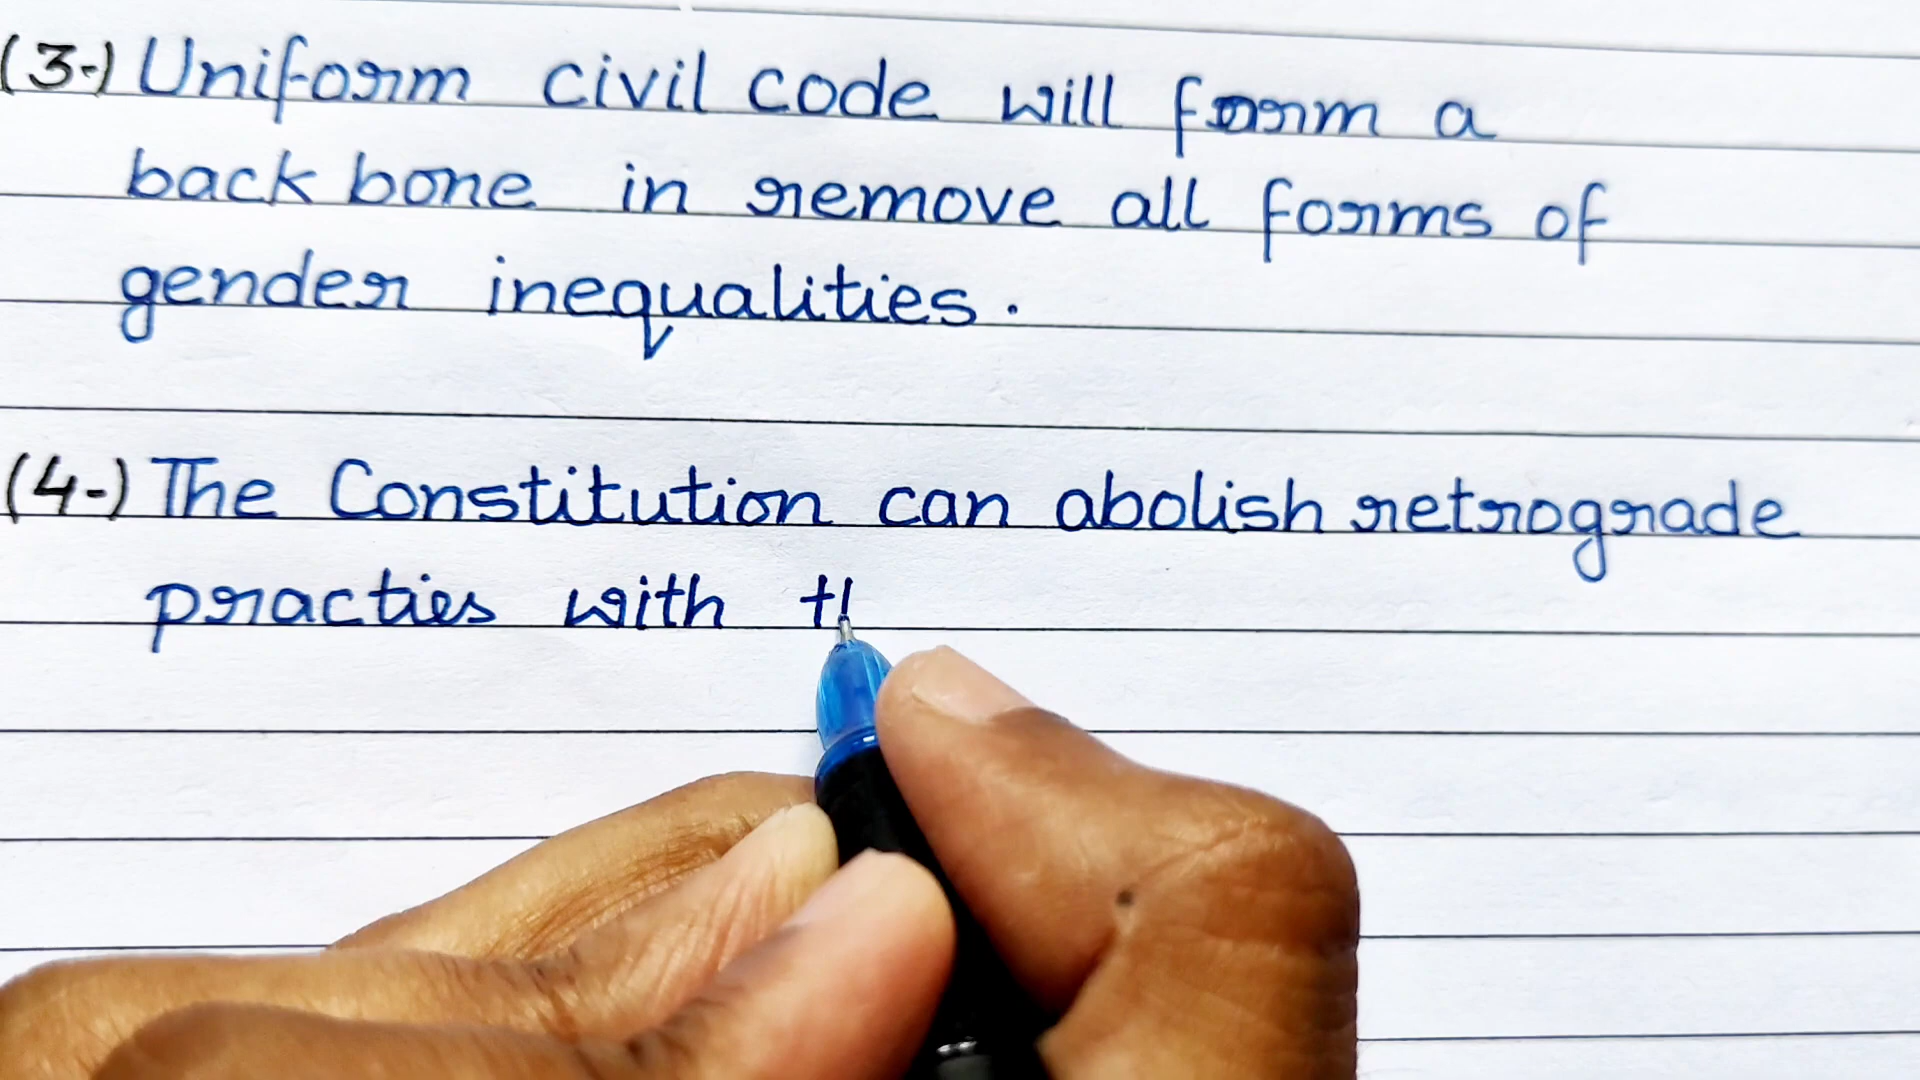 (3.) Uniform civil code will form a
back bone in remove all forms of
gender inequalities.
(4.) The Constitution can abolish retrograde
practies with